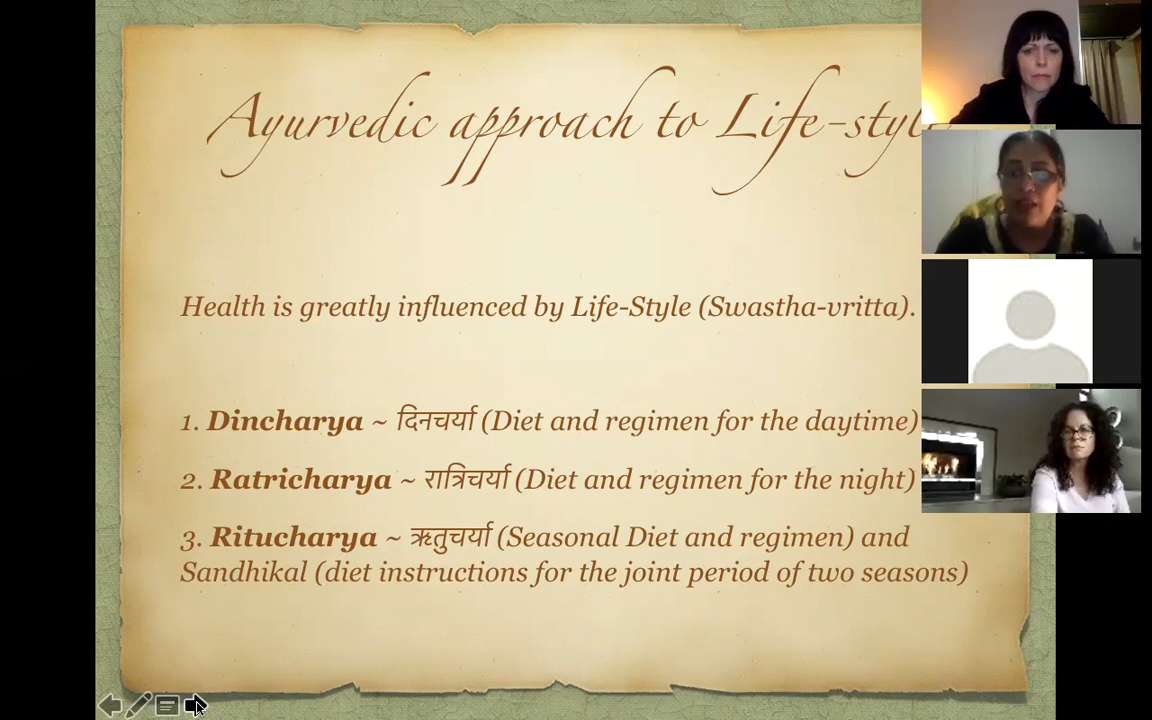 Ayurvedic approach to Life-style
Health is greatly influenced by Life-Style (Swastha-vritta).
1. Dincharya ~ दिनचर्या (Diet and regimen for the daytime)
2. Ratricharya ~ रात्रिचर्या (Diet and regimen for the night)
3. Ritucharya ~ ऋतुचर्या (Seasonal Diet and regimen) and
Sandhikal (diet instructions for the joint period of two seasons)